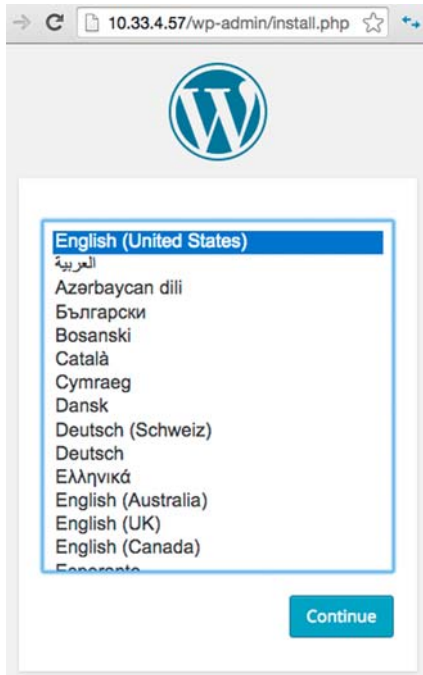 10.33.4.57/wp-admin/install.php
English (United States)
العربية
Azərbaycan dili
Български
Bosanski
Català
Cymraeg
Dansk
Deutsch (Schweiz)
Deutsch
Ελληνικά
English (Australia)
English (UK)
English (Canada)
Esperanto
Continue